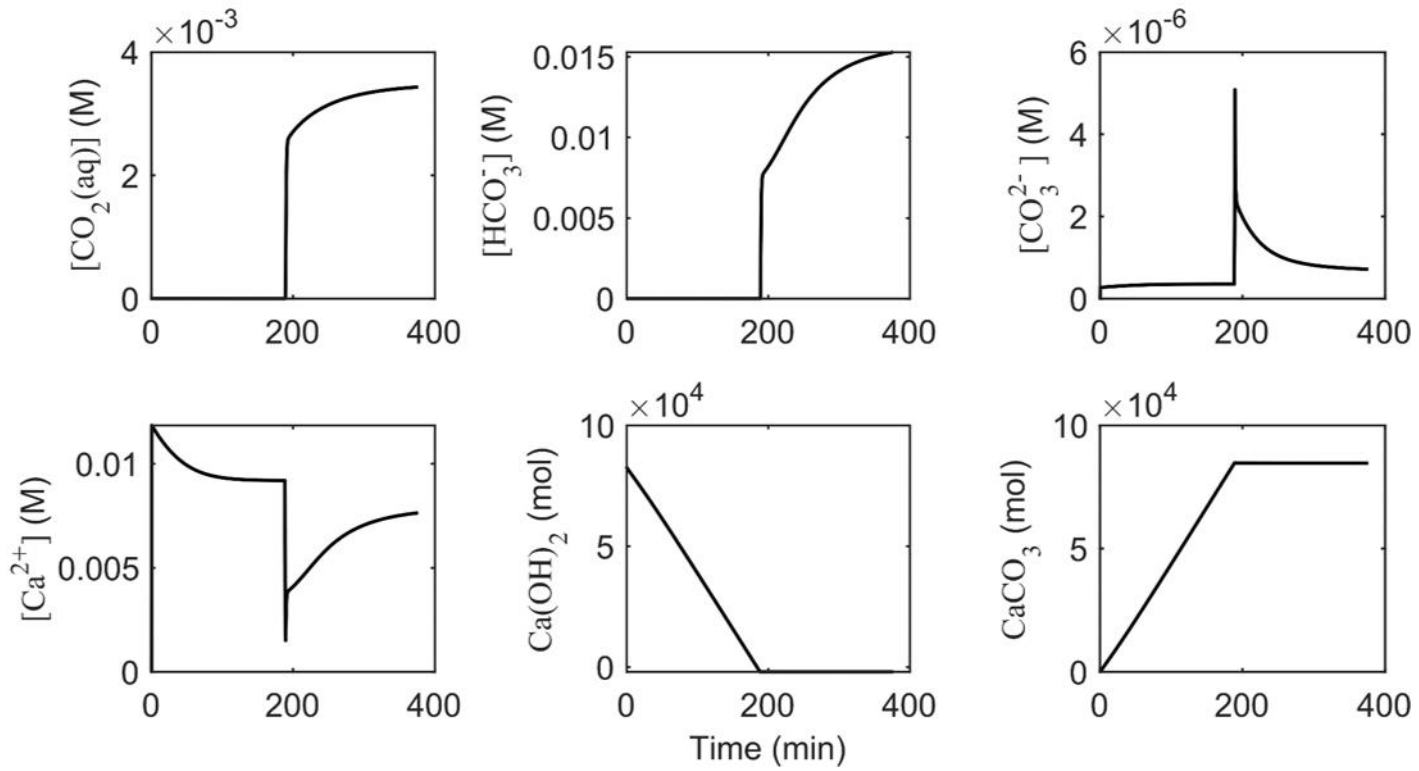 ×10⁻³
[CO₂(aq)] (M)
4
2
0
0 200 400
[HCO₃⁻] (M)
0.015
0.01
0.005
0
0 200 400
×10⁻⁶
[CO₃²⁻] (M)
6
4
2
0
0 200 400
[Ca²⁺] (M)
0.01
0.005
0
0 200 400
×10⁴
Ca(OH)₂ (mol)
10
5
0
0 200 400
Time (min)
×10⁴
CaCO₃ (mol)
10
5
0
0 200 400